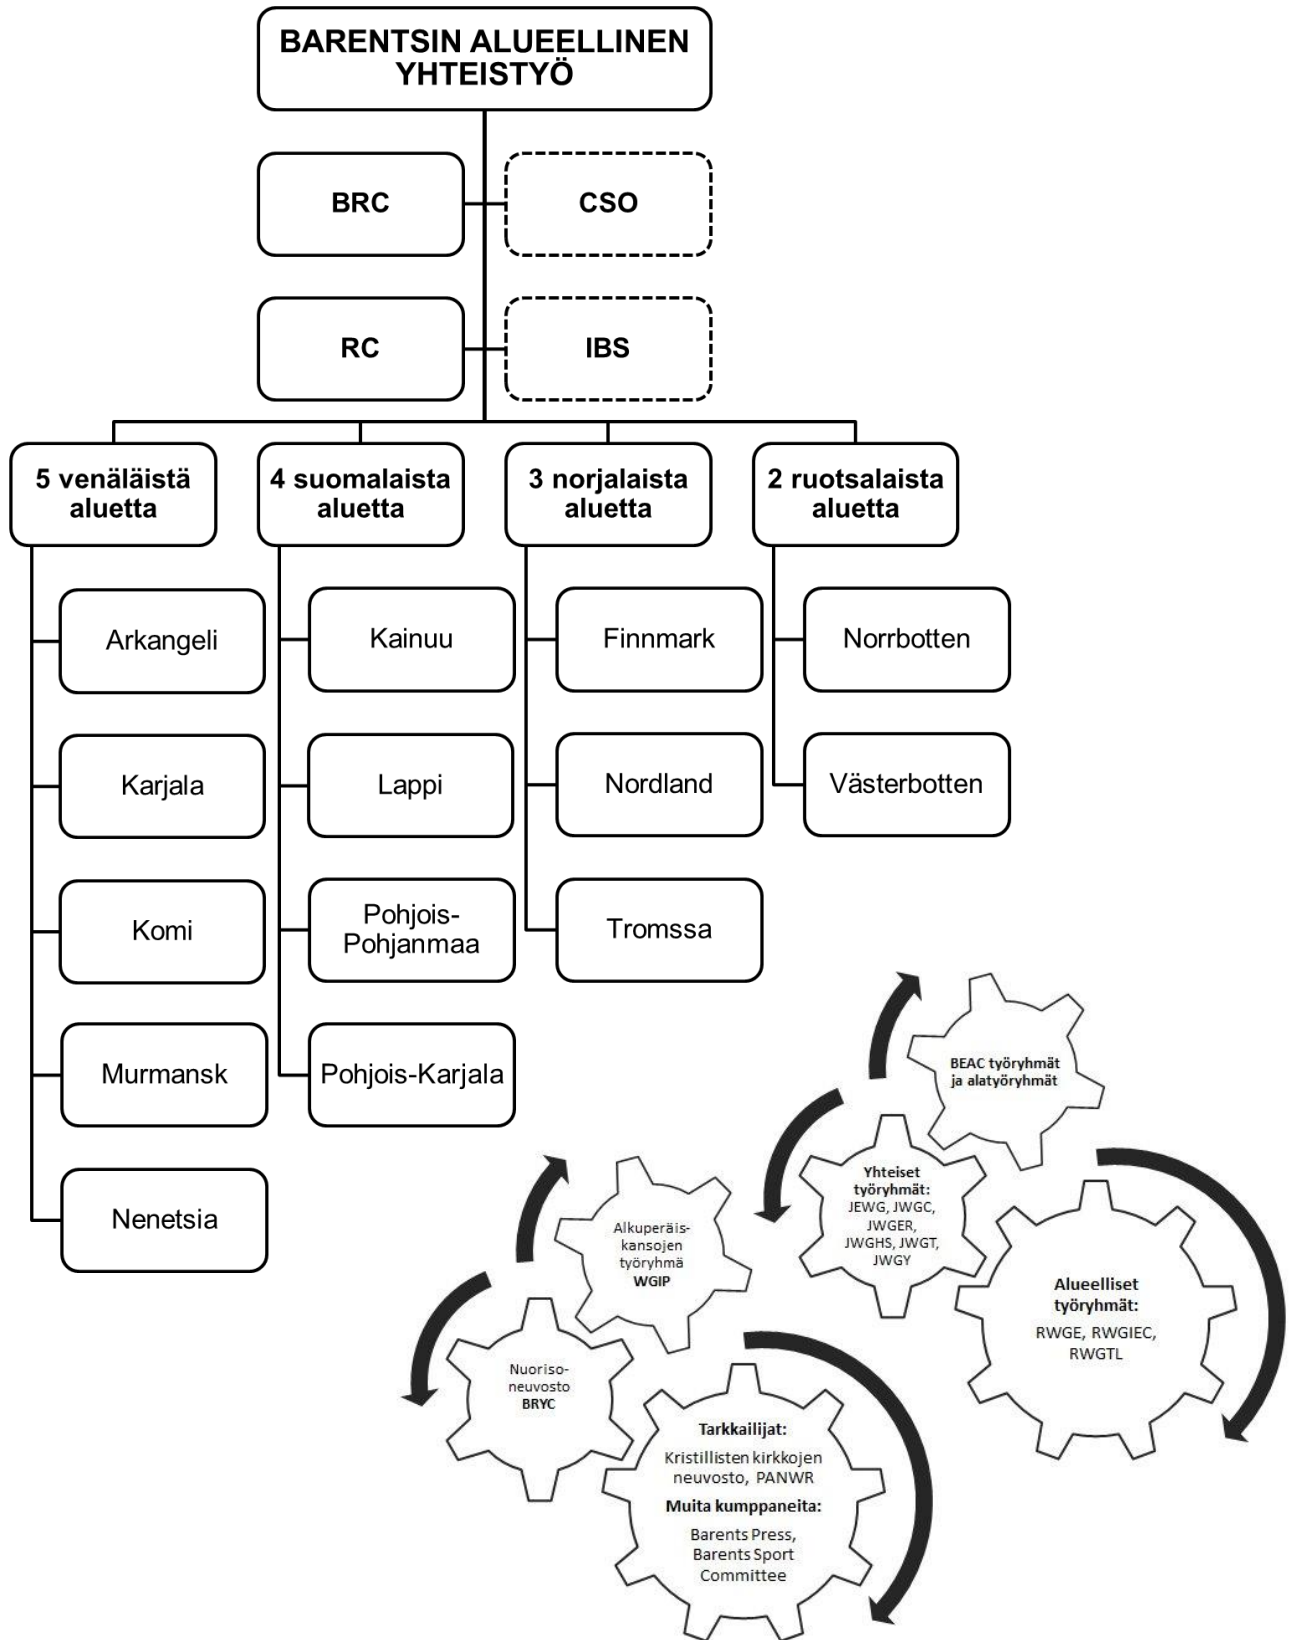 BARENTSIN ALUEELLINEN
YHTEISTYÖ
BRC
CSO
RC
IBS
5 venäläistä
aluetta
4 suomalaista
aluetta
3 norjalaista
aluetta
2 ruotsalaista
aluetta
Arkangeli
Kainuu
Finnmark
Norrbotten
Karjala
Lappi
Nordland
Västerbotten
Komi
Pohjois-
Pohjanmaa
Tromssa
Murmansk
Pohjois-Karjala
Nenetsia
BEAC työryhmät
ja alatyöryhmät
Yhteiset
työryhmät:
JEWG, JWGC,
JWGER,
JWGHS, JWGT,
JWGY
Alueelliset
työryhmät:
RWGE, RWGIEC,
RWGTL
Alkuperäis-
kansojen
työryhmä
WGIP
Nuoriso-
neuvosto
BRYC
Tarkkailijat:
Kristillisten kirkkojen
neuvosto, PANWR
Muita kumppaneita:
Barents Press,
Barents Sport
Committee